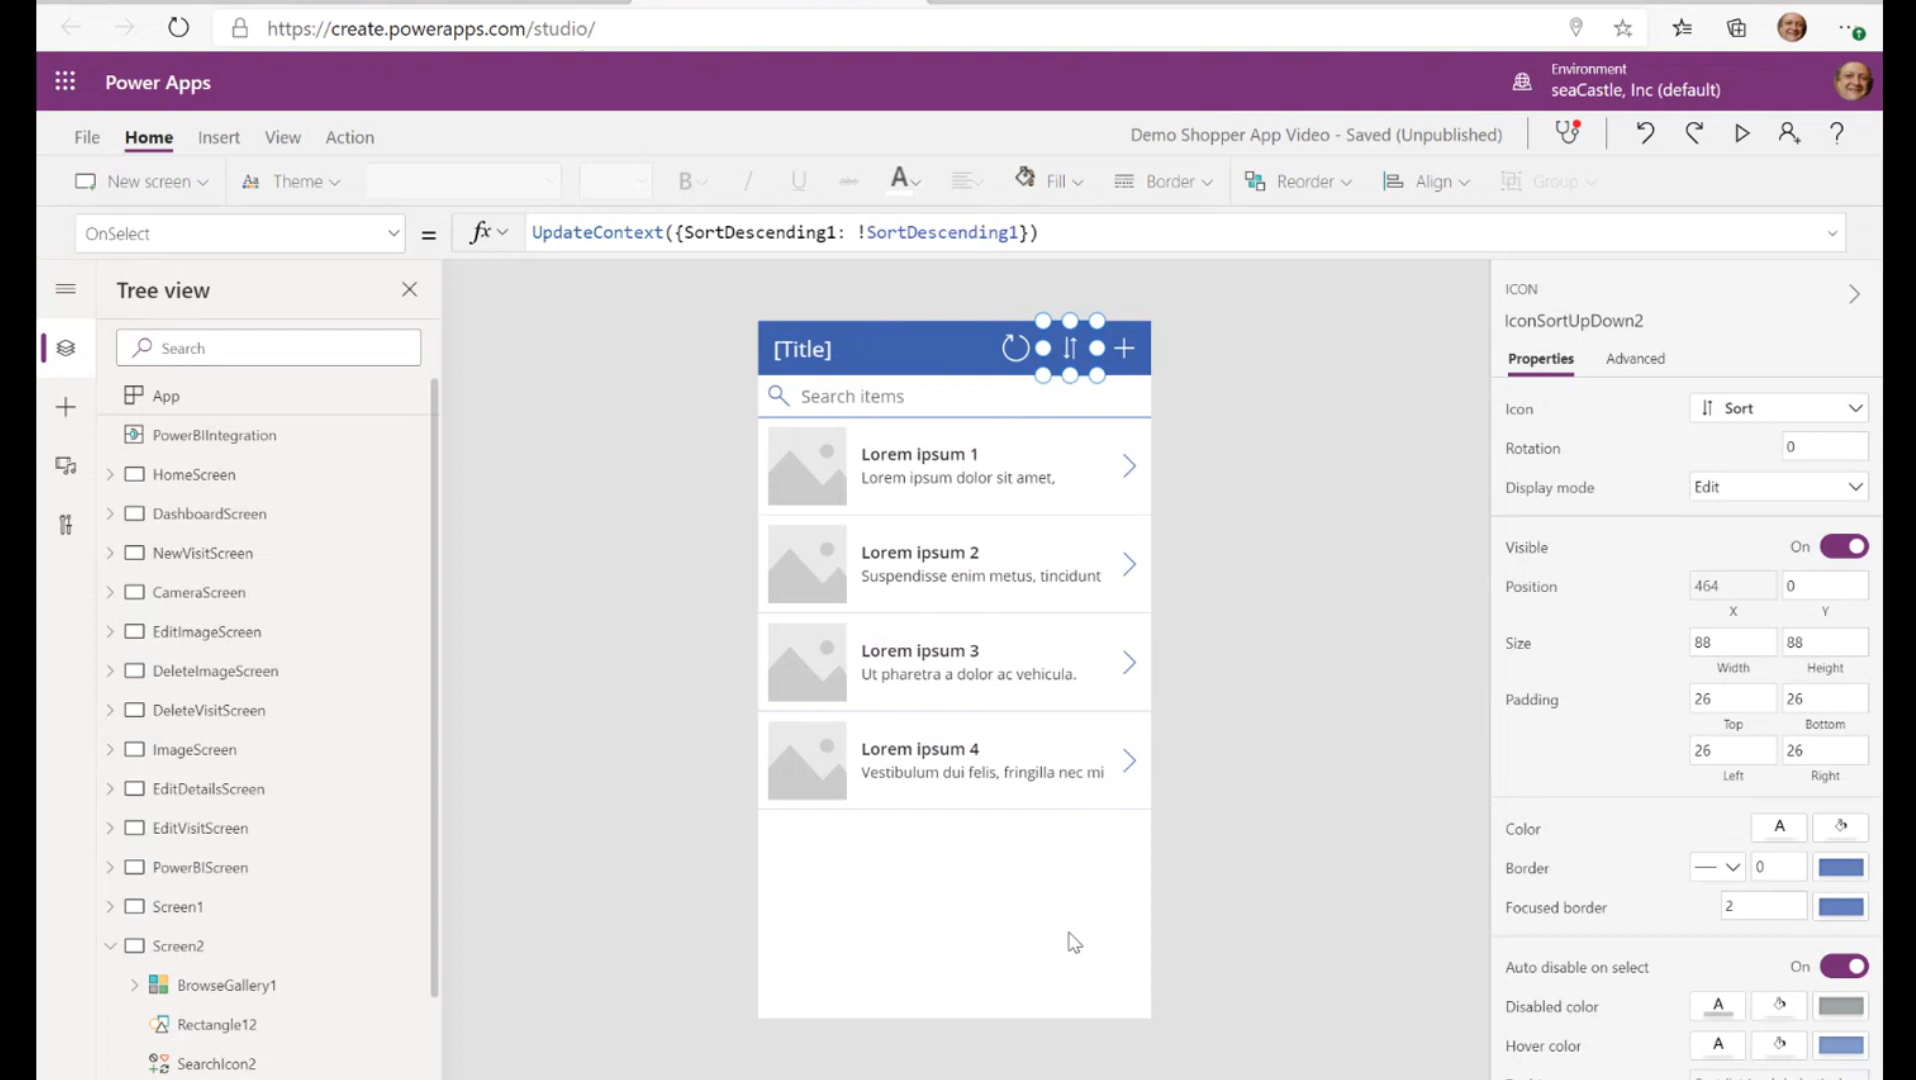 https://create.powerapps.com/studio/
Power Apps
Environment
seaCastle, Inc (default)
File Home Insert View Action
Demo Shopper App Video - Saved (Unpublished)
New screen Theme B / U abc A Fill Border Reorder Align Group
OnSelect = fx UpdateContext({SortDescending1: !SortDescending1})
Tree view
Search
App
PowerBIIntegration
HomeScreen
DashboardScreen
NewVisitScreen
CameraScreen
EditImageScreen
DeleteImageScreen
DeleteVisitScreen
ImageScreen
EditDetailsScreen
EditVisitScreen
PowerBIScreen
Screen1
Screen2
BrowseGallery1
Rectangle12
SearchIcon2
[Title]
Search items
Lorem ipsum 1
Lorem ipsum dolor sit amet,
Lorem ipsum 2
Suspendisse enim metus, tincidunt
Lorem ipsum 3
Ut pharetra a dolor ac vehicula.
Lorem ipsum 4
Vestibulum dui felis, fringilla nec mi
ICON
IconSortUpDown2
Properties Advanced
Icon Sort
Rotation 0
Display mode Edit
Visible On
Position 464 0
X Y
Size 88 88
Width Height
Padding 26 26
Top Bottom
26 26
Left Right
Color A
Border 0
Focused border 2
Auto disable on select On
Disabled color A
Hover color A